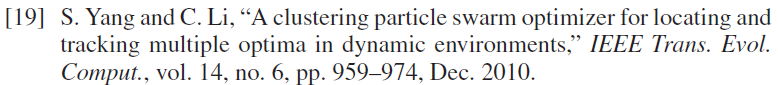 [19] S. Yang and C. Li, “A clustering particle swarm optimizer for locating and
tracking multiple optima in dynamic environments,” IEEE Trans. Evol.
Comput., vol. 14, no. 6, pp. 959–974, Dec. 2010.